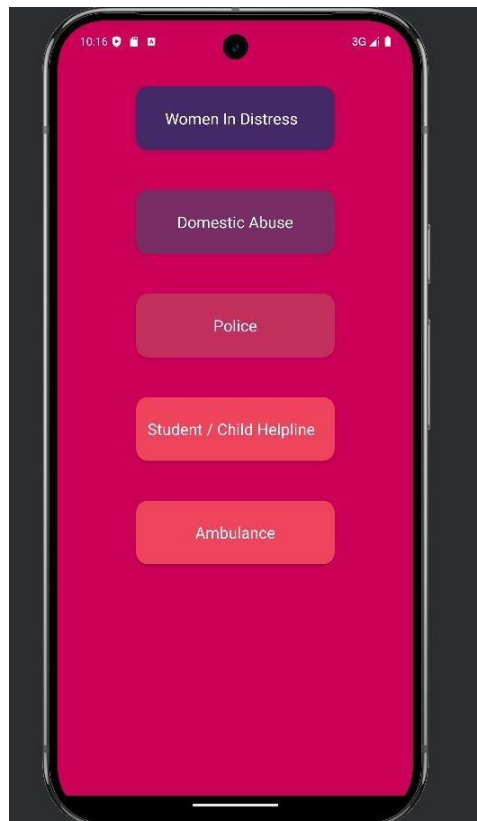 10:16 3G
Women In Distress
Domestic Abuse
Police
Student / Child Helpline
Ambulance